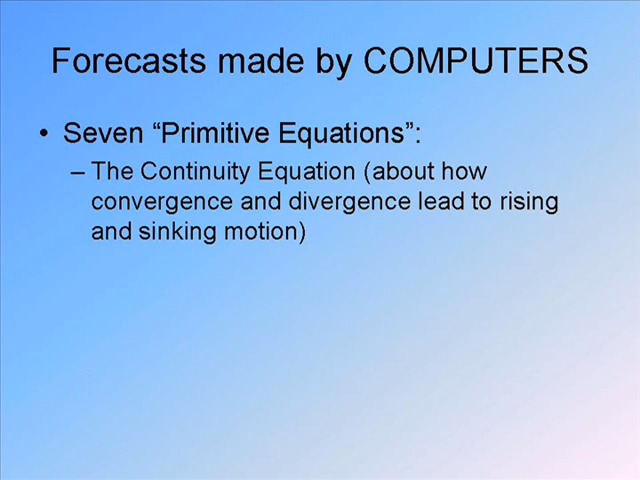 Forecasts made by COMPUTERS
• Seven “Primitive Equations”:
– The Continuity Equation (about how
convergence and divergence lead to rising
and sinking motion)